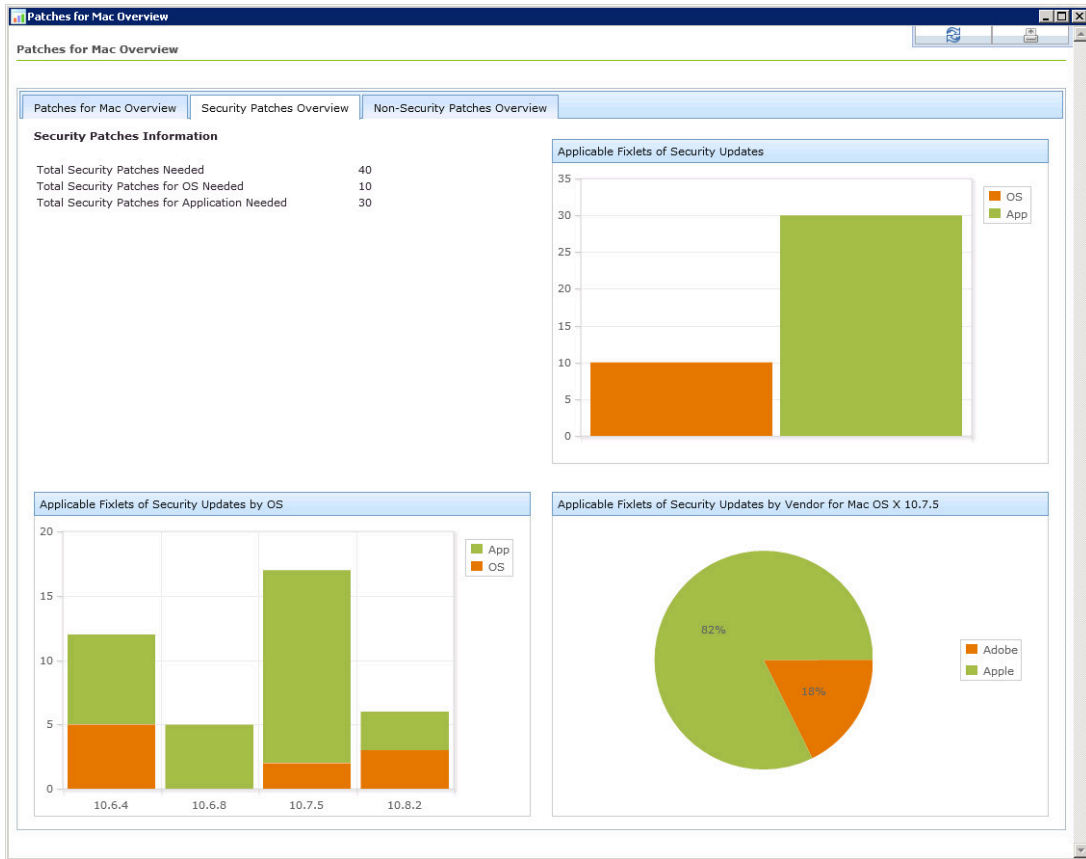 Patches for Mac Overview
Patches for Mac Overview
Patches for Mac Overview Security Patches Overview Non-Security Patches Overview
Security Patches Information
Total Security Patches Needed 40
Total Security Patches for OS Needed 10
Total Security Patches for Application Needed 30
Applicable Fixlets of Security Updates
35
30
25
20
15
10
5
0
OS
App
Applicable Fixlets of Security Updates by OS
20
15
10
5
0
10.6.4 10.6.8 10.7.5 10.8.2
App
OS
Applicable Fixlets of Security Updates by Vendor for Mac OS X 10.7.5
82%
18%
Adobe
Apple